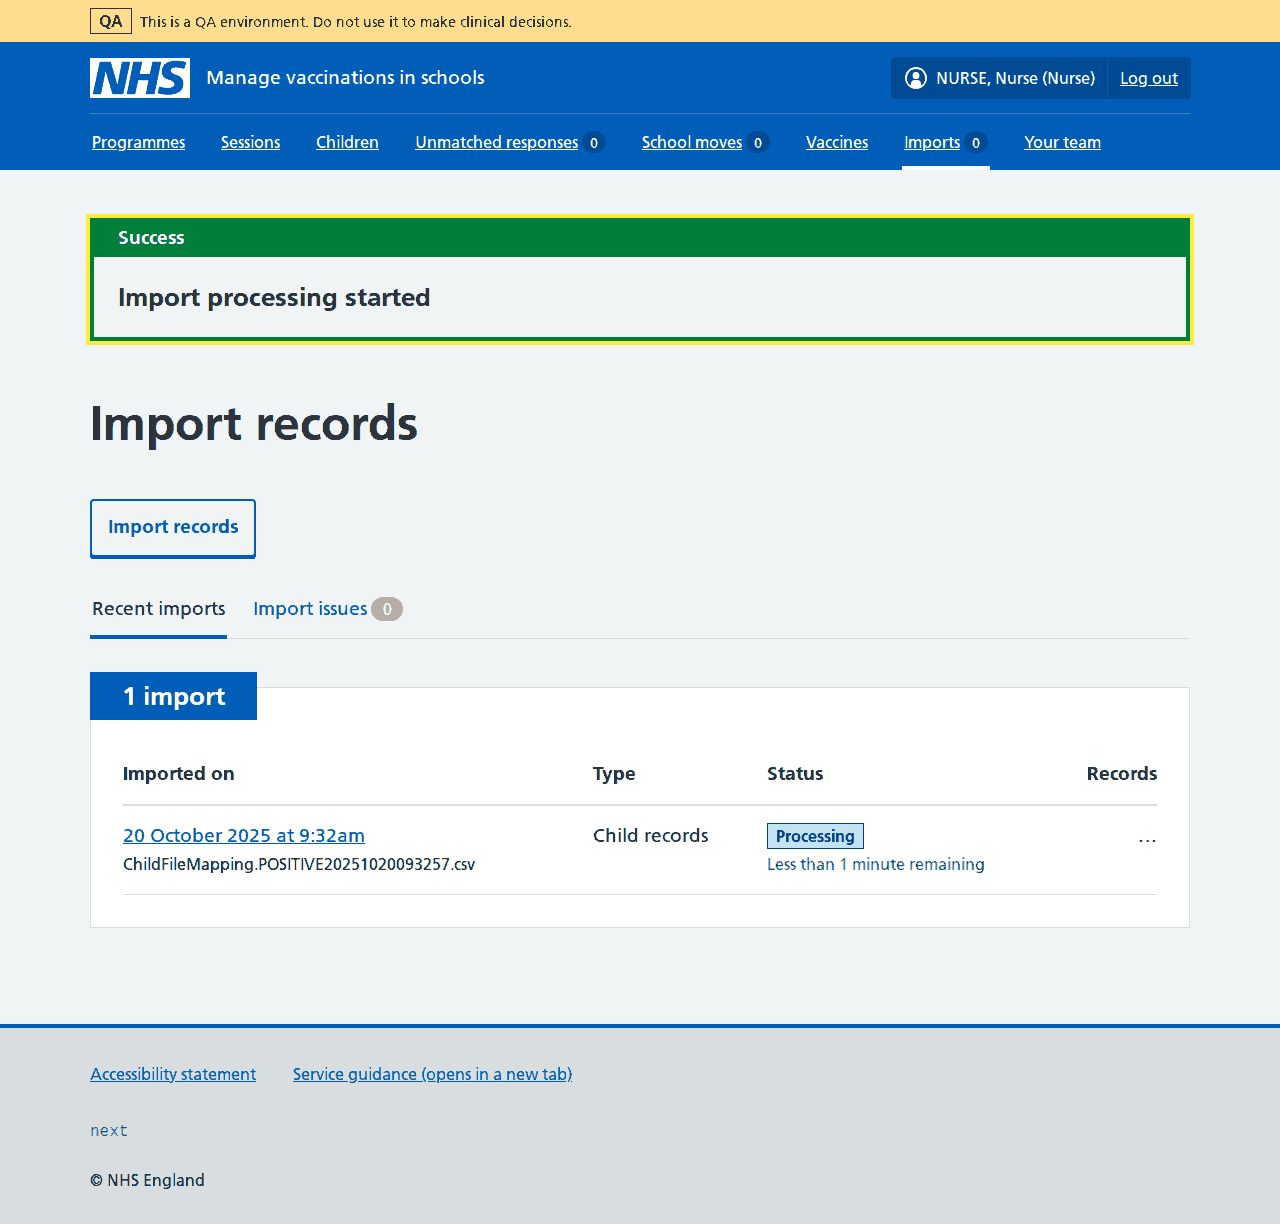 QA This is a QA environment. Do not use it to make clinical decisions.
NHS Manage vaccinations in schools NURSE, Nurse (Nurse) Log out
Programmes Sessions Children Unmatched responses 0 School moves 0 Vaccines Imports 0 Your team
Success
Import processing started
Import records
Import records
Recent imports Import issues 0
1 import
Imported on Type Status Records
20 October 2025 at 9:32am Child records Processing ...
ChildFileMapping.POSITIVE20251020093257.csv Less than 1 minute remaining
Accessibility statement Service guidance (opens in a new tab)
next
© NHS England